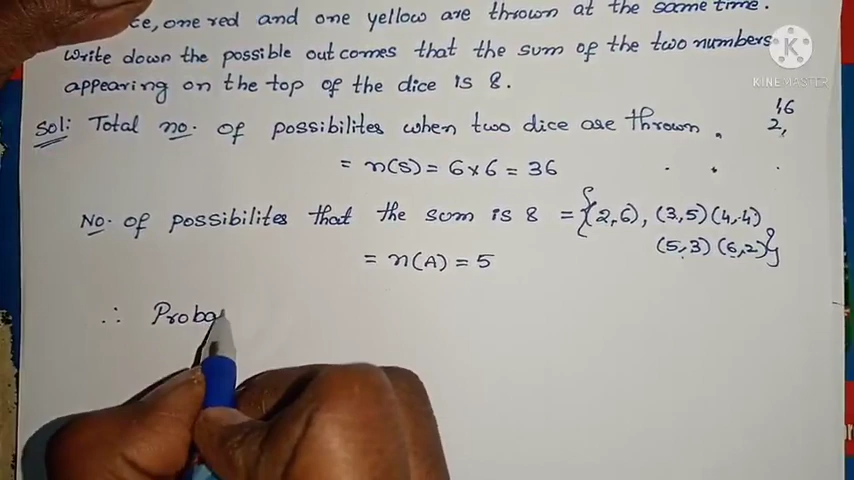 ce, one red and one yellow are thrown at the same time.
Write down the possible outcomes that the sum of the two numbers
appearing on the top of the dice is 8.
Sol: Total no. of possibilites when two dice are thrown.
= n(S) = 6×6 = 36
No. of possibilites that the sum is 8 = {(2,6), (3,5)(4,4)
(5,3)(6,2)}
= n(A) = 5
∴ Proba
1,6
2,
K
KINEMASTER